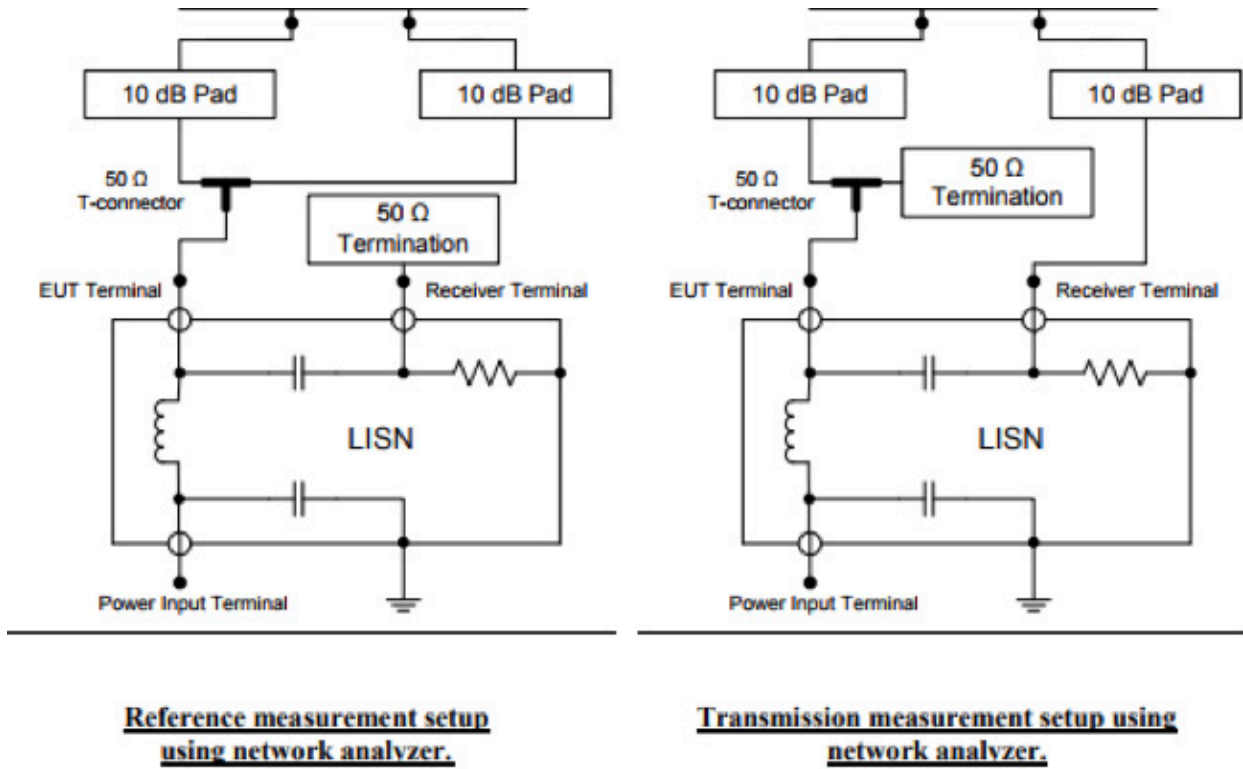 10 dB Pad
10 dB Pad
50 Ω
T-connector
50 Ω
Termination
EUT Terminal
Receiver Terminal
LISN
Power Input Terminal
Reference measurement setup
using network analyzer.
10 dB Pad
10 dB Pad
50 Ω
T-connector
50 Ω
Termination
EUT Terminal
Receiver Terminal
LISN
Power Input Terminal
Transmission measurement setup using
network analyzer.